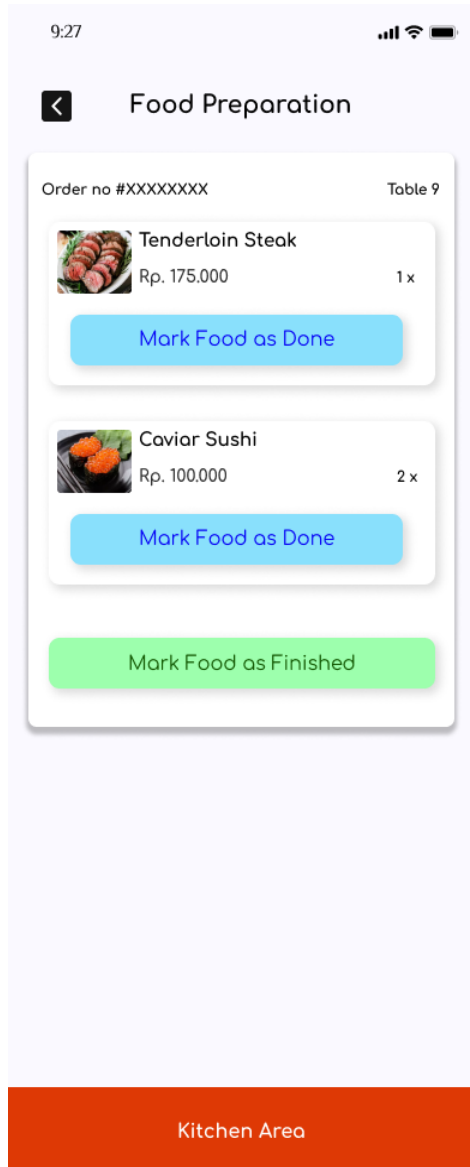 9:27
Food Preparation
Order no #XXXXXXXX Table 9
Tenderloin Steak
Rp. 175.000 1 x
Mark Food as Done
Caviar Sushi
Rp. 100.000 2 x
Mark Food as Done
Mark Food as Finished
Kitchen Area